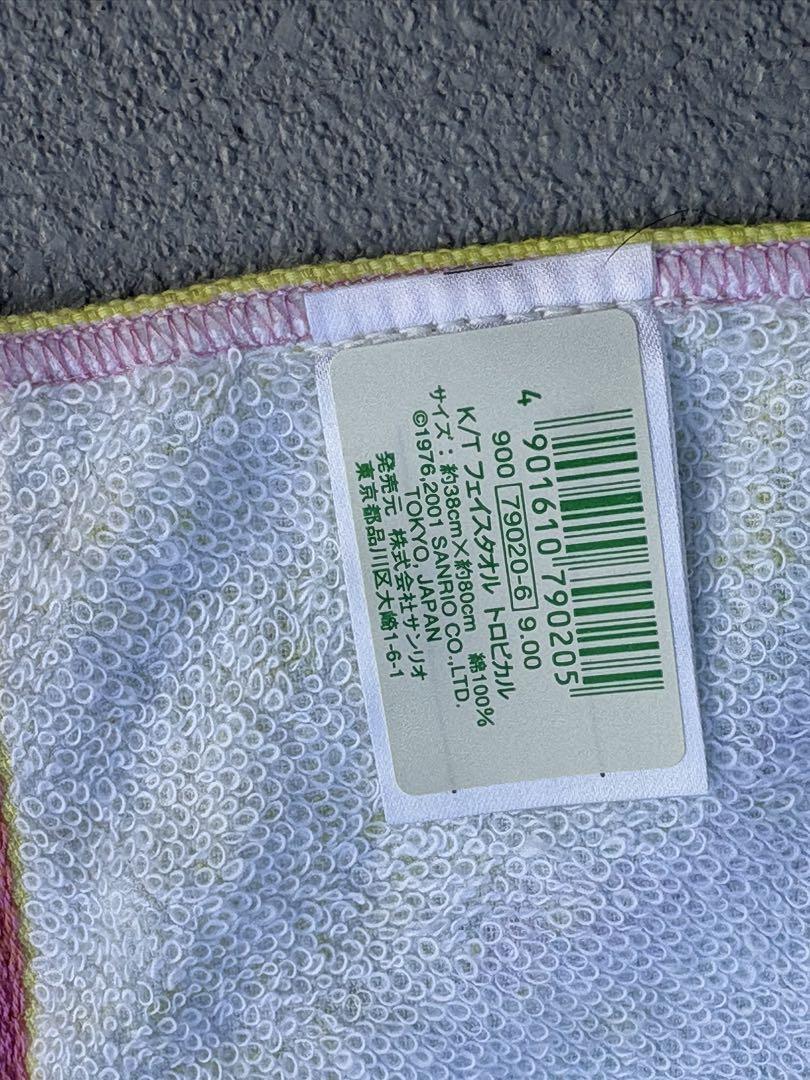 4 901610 790205
900 79020-6 9.00
K/T フェイスタオル トロピカル
サイズ：約38cm×約80cm 綿100%
©1976,2001 SANRIO CO.,LTD.
TOKYO, JAPAN
発売元 株式会社サンリオ
東京都品川区大崎1-6-1